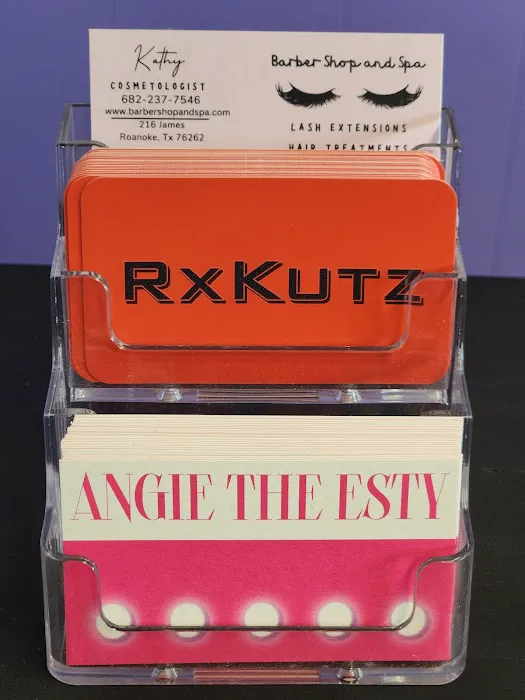 Kathy
COSMETOLOGIST
682-237-7546
www.barbershopandspa.com
216 James
Roanoke, Tx 76262
Barber Shop and Spa
LASH EXTENSIONS
HAIR TREATMENTS
RxKutz
ANGIE THE ESTY